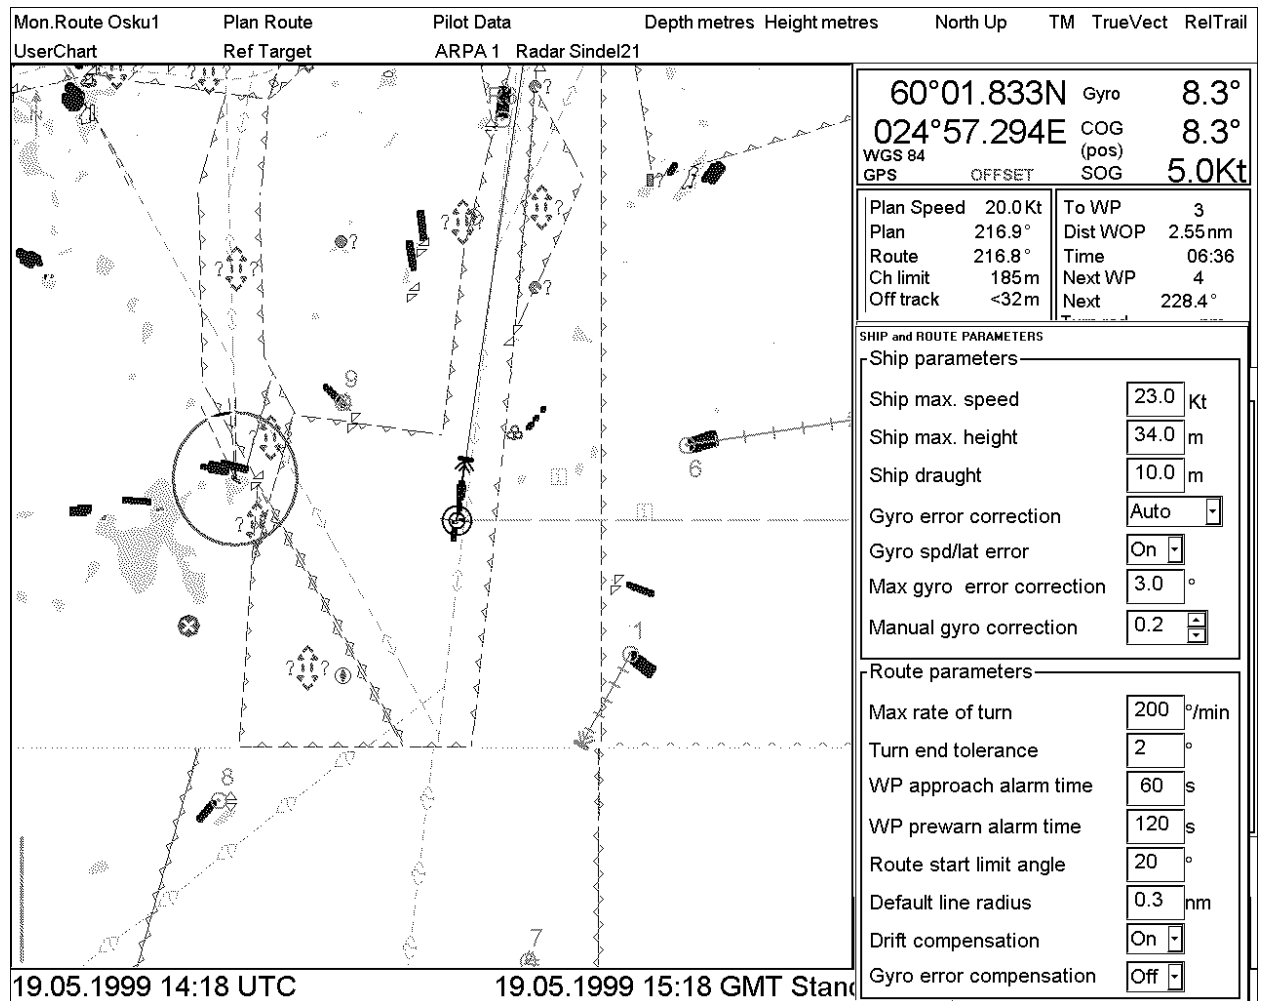 Mon.Route Osku1 Plan Route Pilot Data Depth metres Height metres North Up TM TrueVect RelTrail
UserChart Ref Target ARPA 1 Radar Sindel21
60°01.833N Gyro 8.3°
024°57.294E COG 8.3°
(pos)
WGS 84
GPS OFFSET SOG 5.0Kt
Plan Speed 20.0 Kt
Plan 216.9°
Route 216.8°
Ch limit 185 m
Off track <32 m
To WP 3
Dist WOP 2.55 nm
Time 06:36
Next WP 4
Next 228.4°
SHIP and ROUTE PARAMETERS
Ship parameters
Ship max. speed 23.0 Kt
Ship max. height 34.0 m
Ship draught 10.0 m
Gyro error correction Auto
Gyro spd/lat error On
Max gyro error correction 3.0 °
Manual gyro correction 0.2
Route parameters
Max rate of turn 200 °/min
Turn end tolerance 2 °
WP approach alarm time 60 s
WP prewarn alarm time 120 s
Route start limit angle 20 °
Default line radius 0.3 nm
Drift compensation On
Gyro error compensation Off
?
?
? ?
? ?
?
? ?
?
9
6
?
1
? ?
8
7
19.05.1999 14:18 UTC 19.05.1999 15:18 GMT Stand